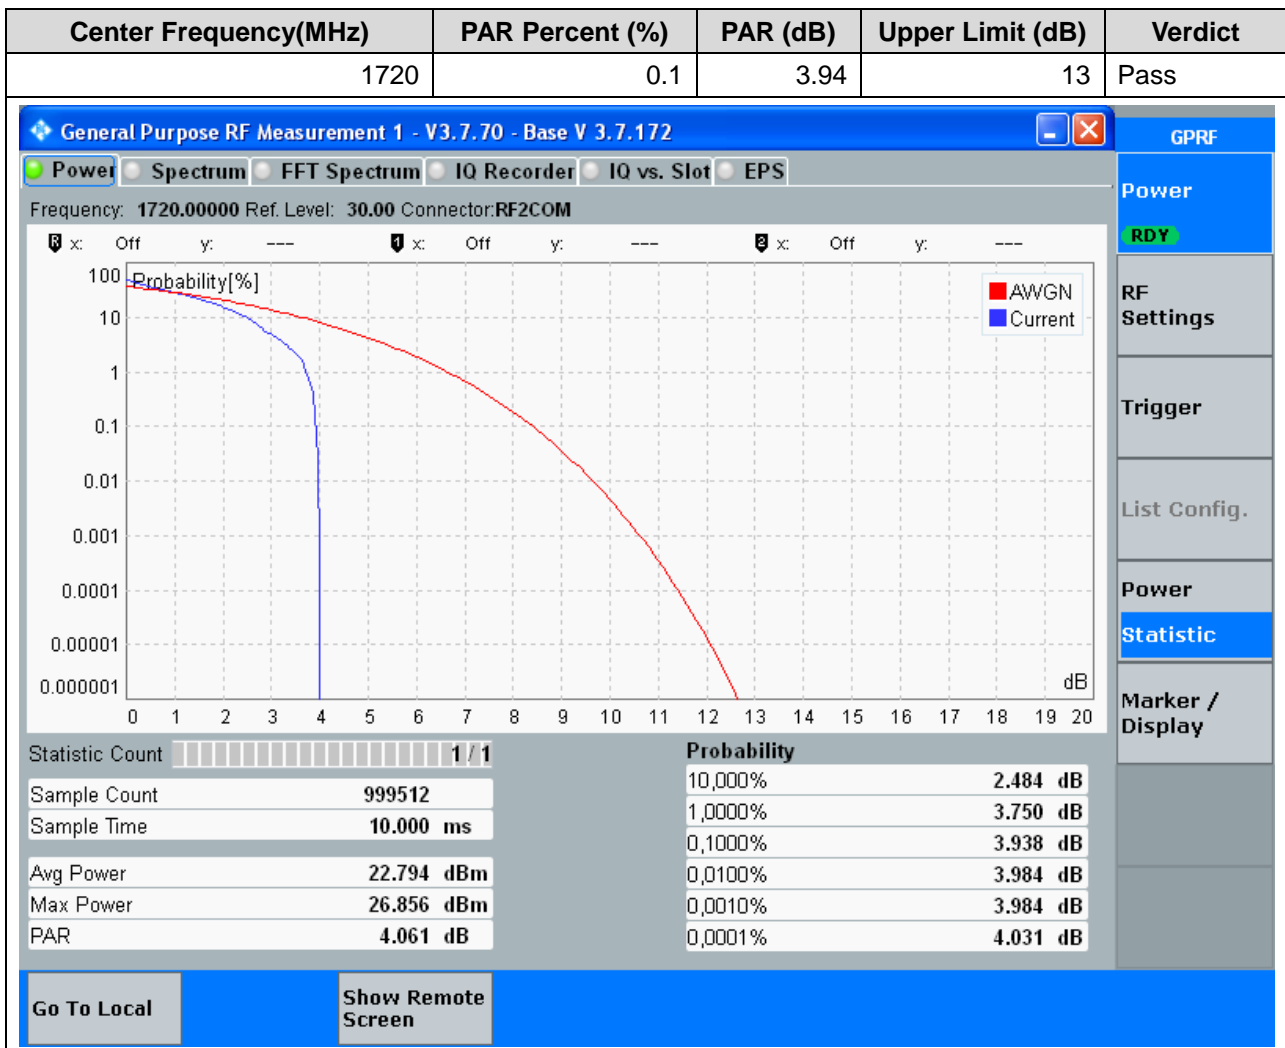 Center Frequency(MHz) PAR Percent (%) PAR (dB) Upper Limit (dB) Verdict
1720 0.1 3.94 13 Pass
General Purpose RF Measurement 1 - V3.7.70 - Base V 3.7.172
GPRF
Power Spectrum FFT Spectrum IQ Recorder IQ vs. Slot EPS
Power
RDY
Frequency: 1720.00000 Ref. Level: 30.00 Connector:RF2COM
R x: Off y: --- 1 x: Off y: --- 2 x: Off y: ---
Probability[%]
AWGN
Current
100
10
1
0.1
0.01
0.001
0.0001
0.00001
0.000001
dB
0 1 2 3 4 5 6 7 8 9 10 11 12 13 14 15 16 17 18 19 20
RF
Settings
Trigger
List Config.
Power
Statistic
Marker /
Display
Statistic Count 1 / 1
Sample Count 999512
Sample Time 10.000 ms
Avg Power 22.794 dBm
Max Power 26.856 dBm
PAR 4.061 dB
Probability
10,000% 2.484 dB
1,0000% 3.750 dB
0,1000% 3.938 dB
0,0100% 3.984 dB
0,0010% 3.984 dB
0,0001% 4.031 dB
Go To Local
Show Remote
Screen